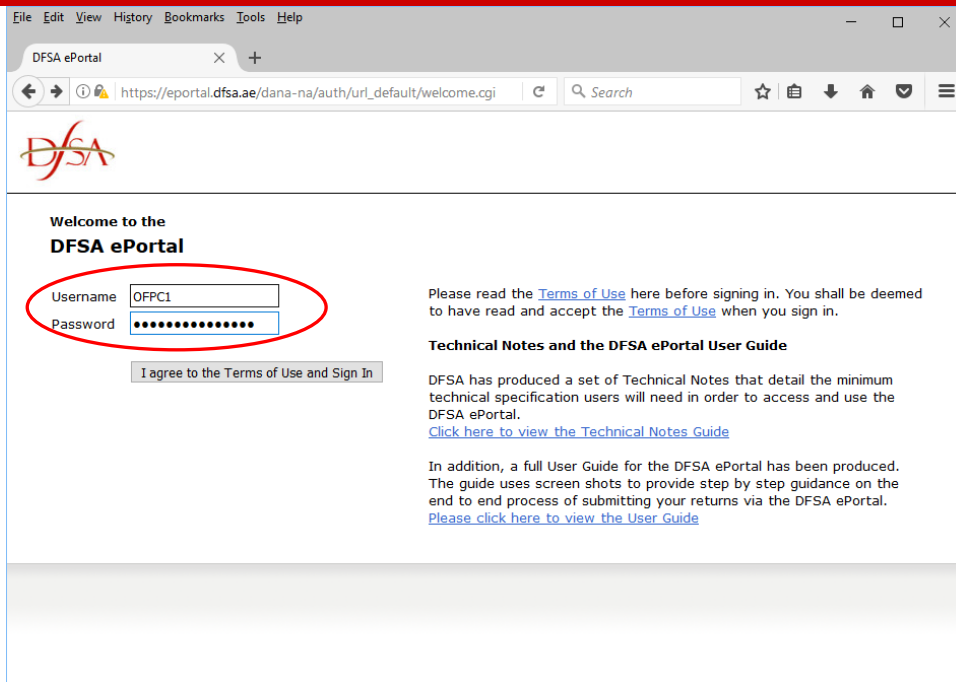 File Edit View History Bookmarks Tools Help
DFSA ePortal
https://eportal.dfsa.ae/dana-na/auth/url_default/welcome.cgi
Search
DFSA
Welcome to the
DFSA ePortal
Username OFPC1
Password ●●●●●●●●●●●●●●●
I agree to the Terms of Use and Sign In
Please read the Terms of Use here before signing in. You shall be deemed
to have read and accept the Terms of Use when you sign in.
Technical Notes and the DFSA ePortal User Guide
DFSA has produced a set of Technical Notes that detail the minimum
technical specification users will need in order to access and use the
DFSA ePortal.
Click here to view the Technical Notes Guide
In addition, a full User Guide for the DFSA ePortal has been produced.
The guide uses screen shots to provide step by step guidance on the
end to end process of submitting your returns via the DFSA ePortal.
Please click here to view the User Guide